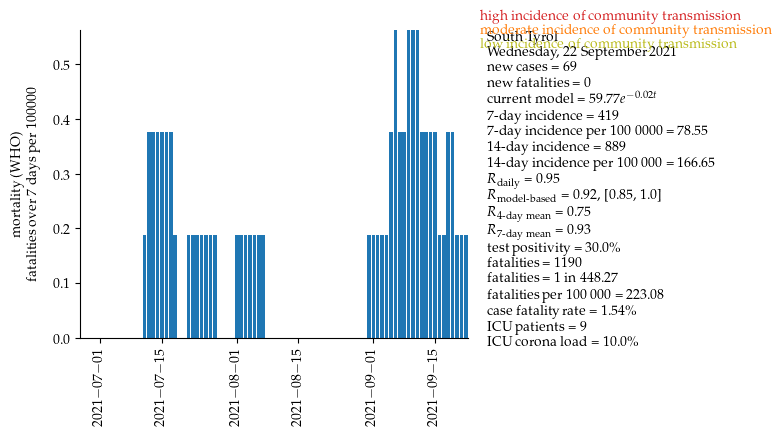 high incidence of community transmission
moderate incidence of community transmission
low incidence of community transmission
South Tyrol
Wednesday, 22 September 2021
new cases = 69
new fatalities = 0
current model = 59.77e^{−0.02t}
7-day incidence = 419
7-day incidence per 100 0000 = 78.55
14-day incidence = 889
14-day incidence per 100 000 = 166.65
R_daily = 0.95
R_model-based = 0.92, [0.85, 1.0]
R_4-day mean = 0.75
R_7-day mean = 0.93
test positivity = 30.0%
fatalities = 1190
fatalities = 1 in 448.27
fatalities per 100 000 = 223.08
case fatality rate = 1.54%
ICU patients = 9
ICU corona load = 10.0%
mortality (WHO)
fatalities over 7 days per 100000
0.5
0.4
0.3
0.2
0.1
0.0
2021−07−01
2021−07−15
2021−08−01
2021−08−15
2021−09−01
2021−09−15